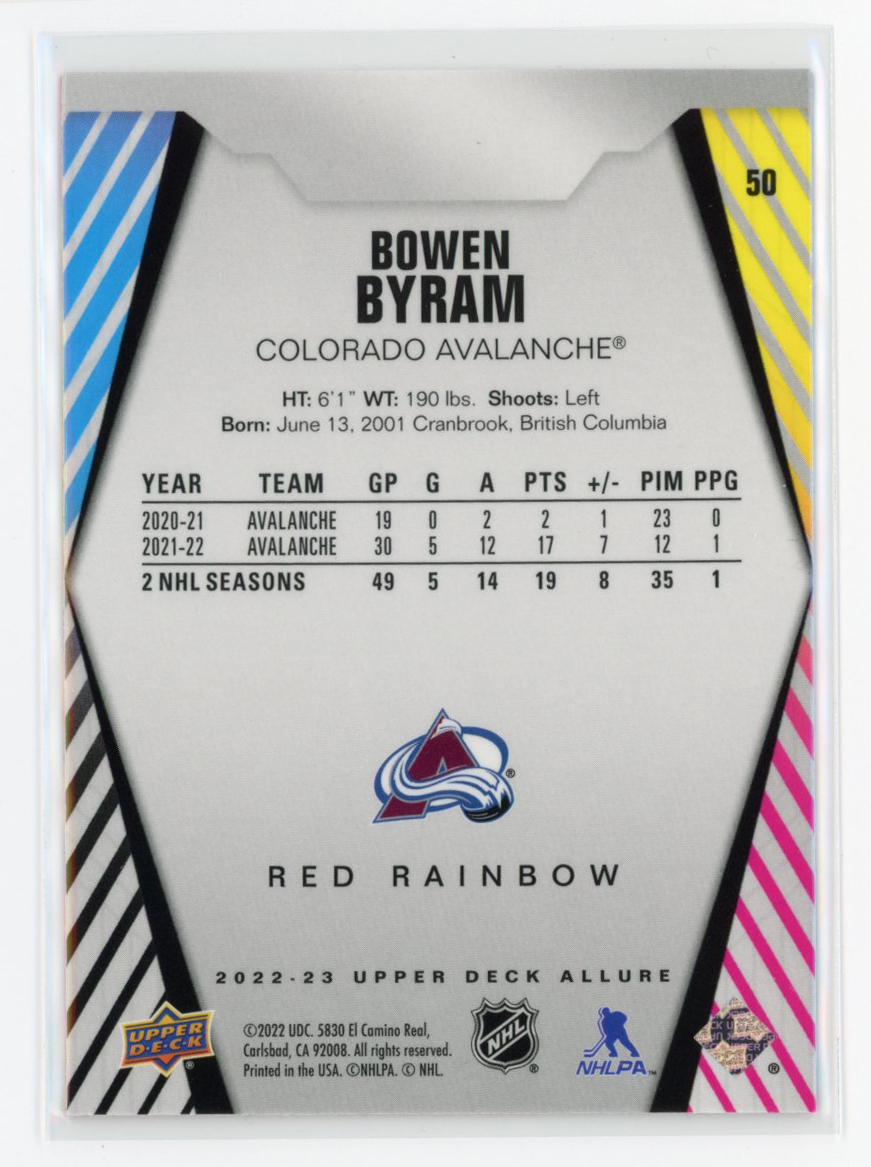 50
BOWEN
BYRAM
COLORADO AVALANCHE®
HT: 6'1" WT: 190 lbs. Shoots: Left
Born: June 13, 2001 Cranbrook, British Columbia
YEAR TEAM GP G A PTS +/- PIM PPG
2020-21 AVALANCHE 19 0 2 2 1 23 0
2021-22 AVALANCHE 30 5 12 17 7 12 1
2 NHL SEASONS 49 5 14 19 8 35 1
A ®
RED RAINBOW
2022-23 UPPER DECK ALLURE
UPPER
D·E·C·K ®
©2022 UDC. 5830 El Camino Real,
Carlsbad, CA 92008. All rights reserved.
Printed in the USA. ©NHLPA. © NHL.
NHL ®
NHLPA™
®